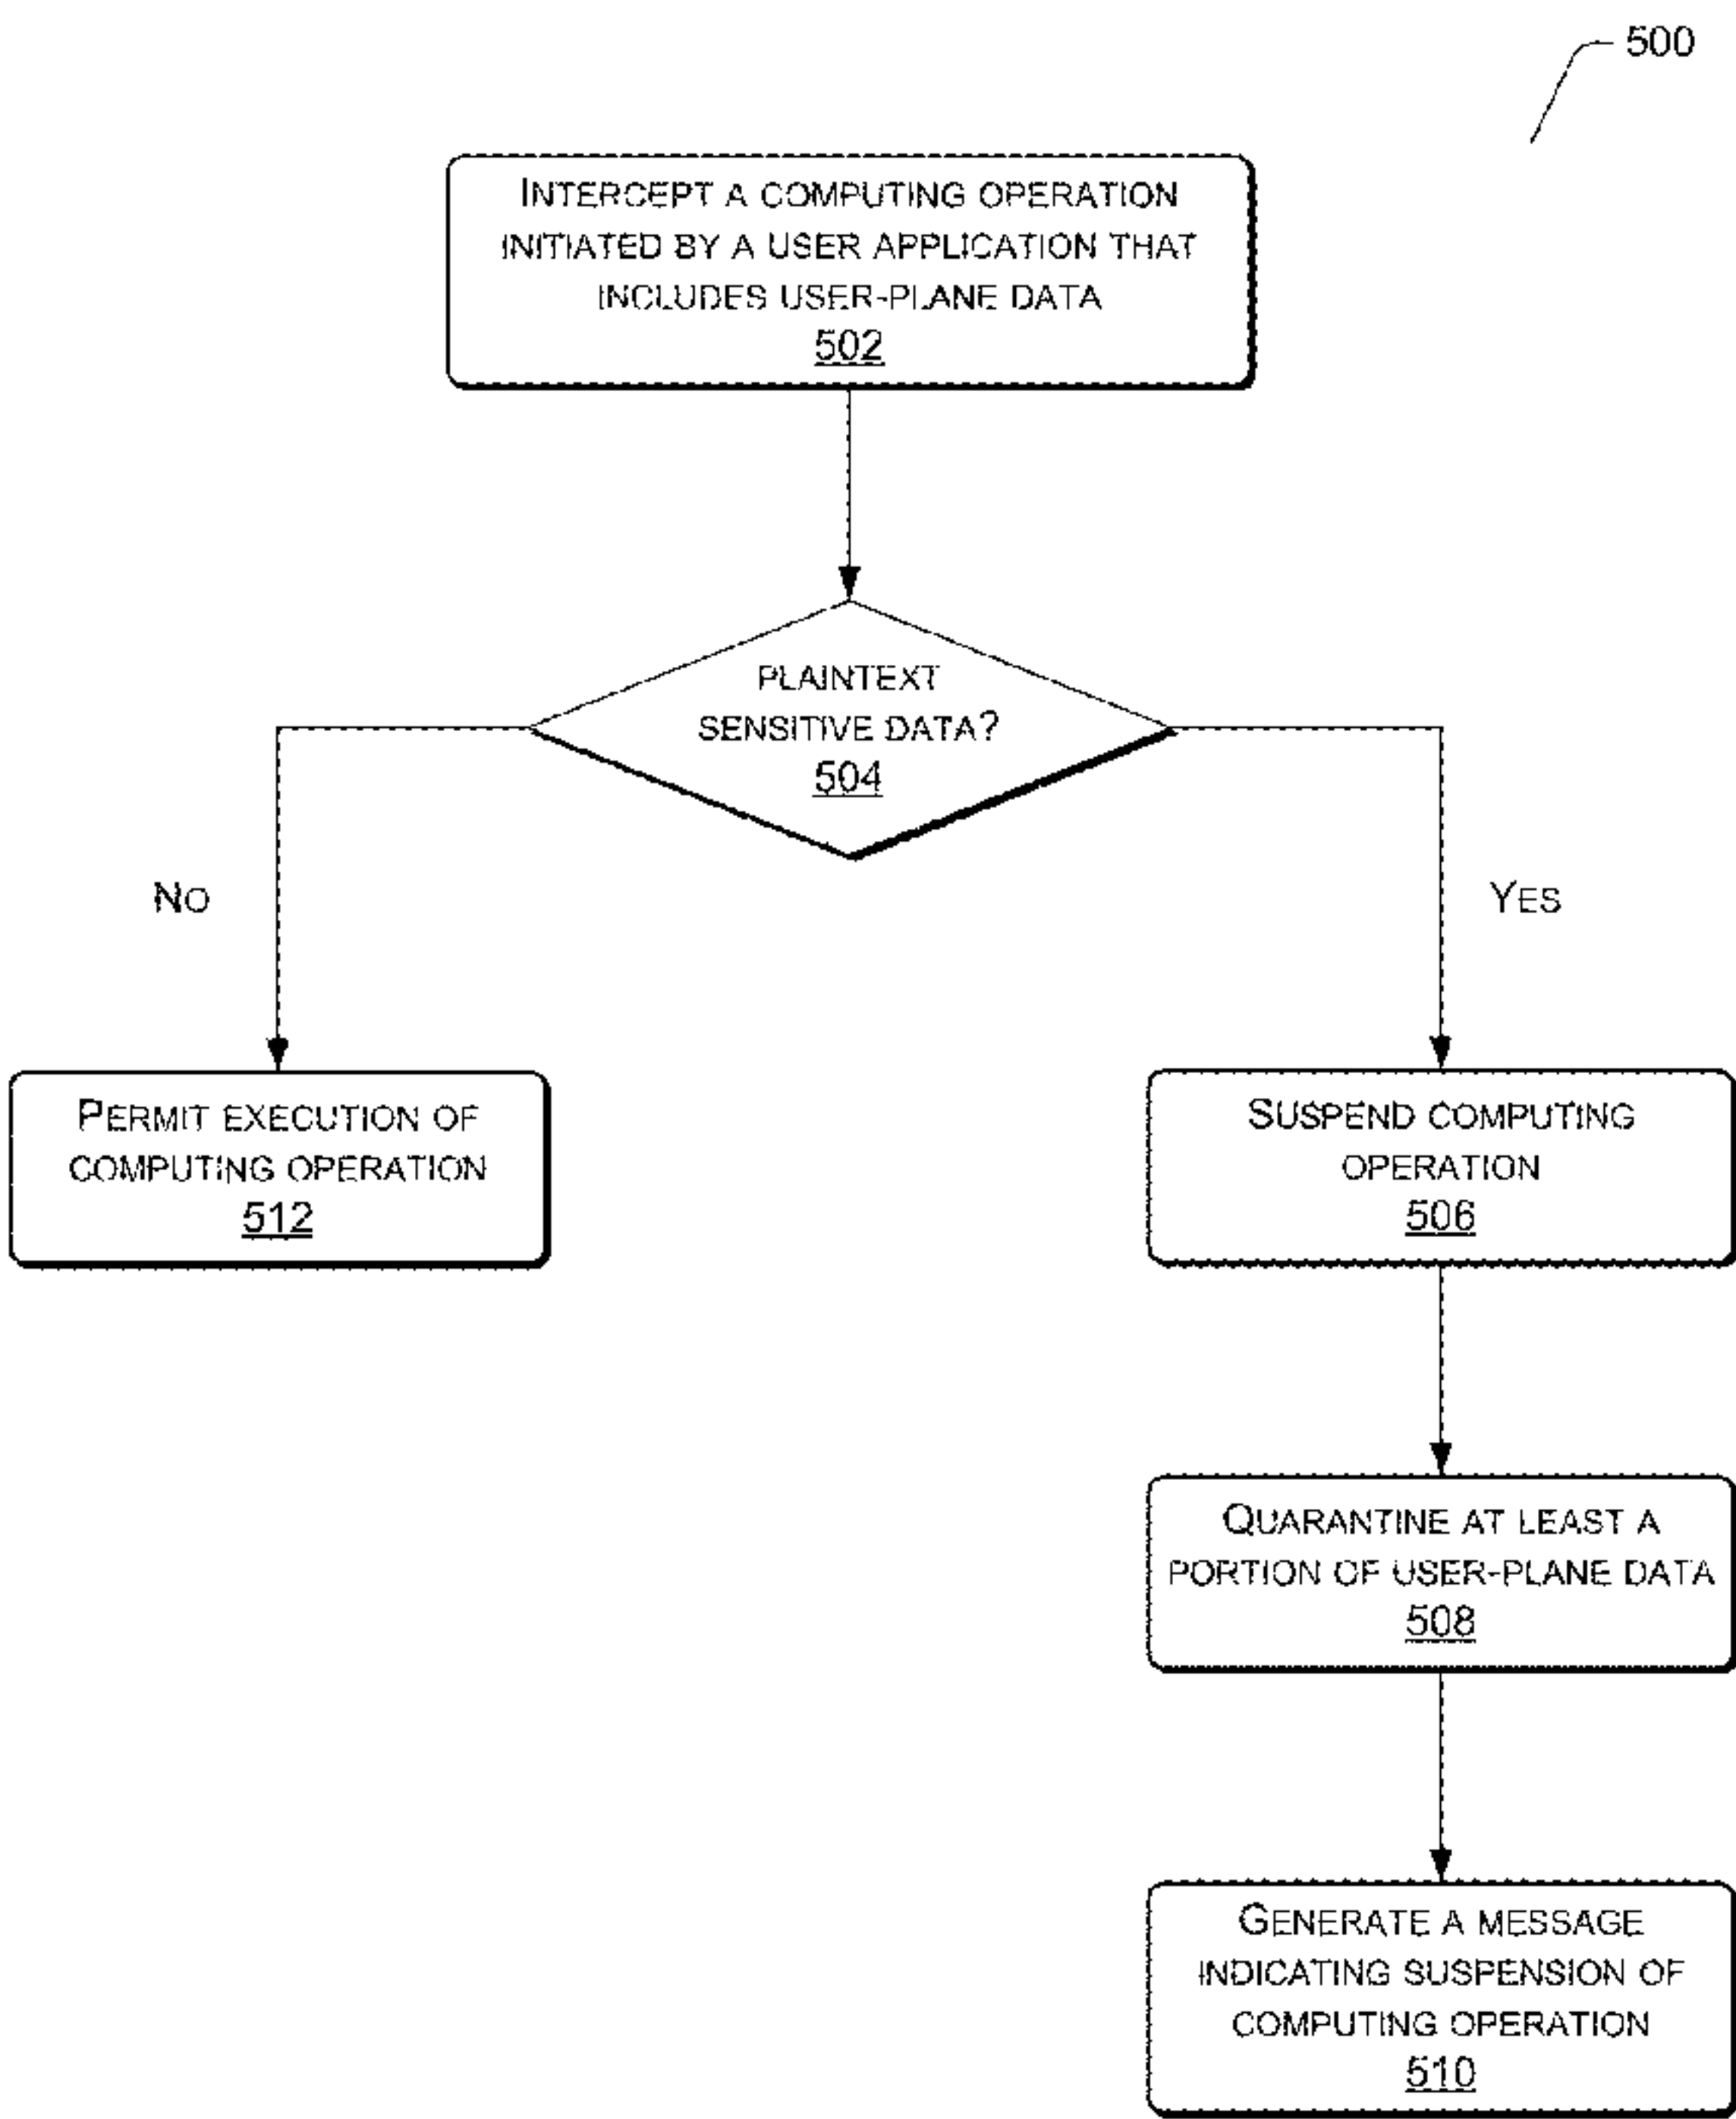 500
INTERCEPT A COMPUTING OPERATION
INITIATED BY A USER APPLICATION THAT
INCLUDES USER-PLANE DATA
502
PLAINTEXT
SENSITIVE DATA?
504
NO
YES
PERMIT EXECUTION OF
COMPUTING OPERATION
512
SUSPEND COMPUTING
OPERATION
506
QUARANTINE AT LEAST A
PORTION OF USER-PLANE DATA
508
GENERATE A MESSAGE
INDICATING SUSPENSION OF
COMPUTING OPERATION
510